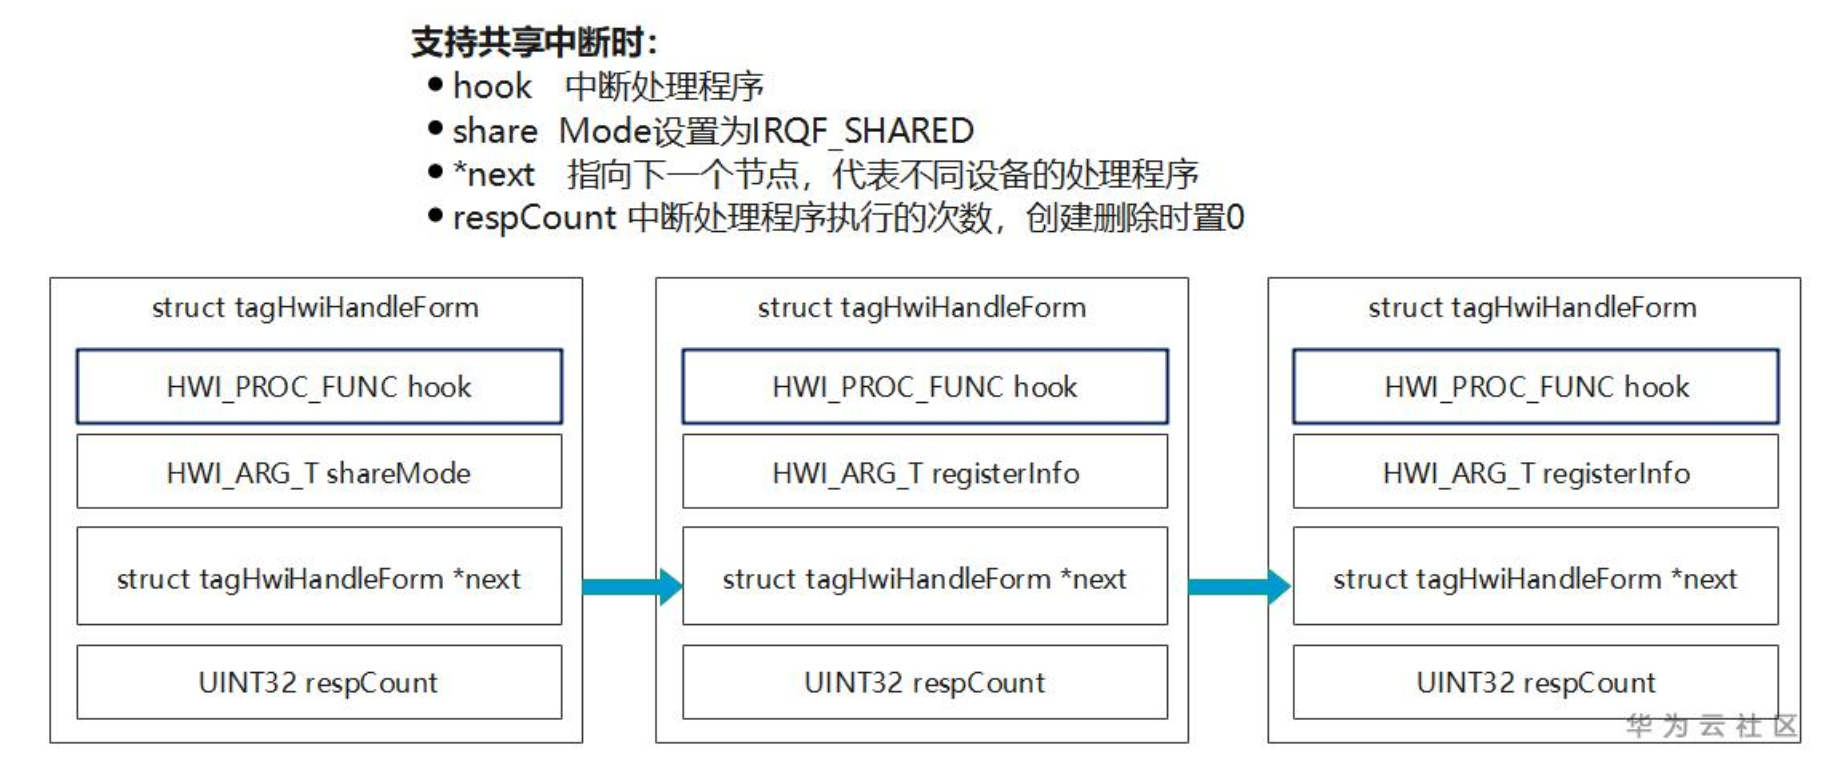 支持共享中断时：
● hook 中断处理程序
● share Mode设置为IRQF_SHARED
● *next 指向下一个节点，代表不同设备的处理程序
● respCount 中断处理程序执行的次数，创建删除时置0
struct tagHwiHandleForm
HWI_PROC_FUNC hook
HWI_ARG_T shareMode
struct tagHwiHandleForm *next
UINT32 respCount
struct tagHwiHandleForm
HWI_PROC_FUNC hook
HWI_ARG_T registerInfo
struct tagHwiHandleForm *next
UINT32 respCount
struct tagHwiHandleForm
HWI_PROC_FUNC hook
HWI_ARG_T registerInfo
struct tagHwiHandleForm *next
UINT32 respCount
华为云社区